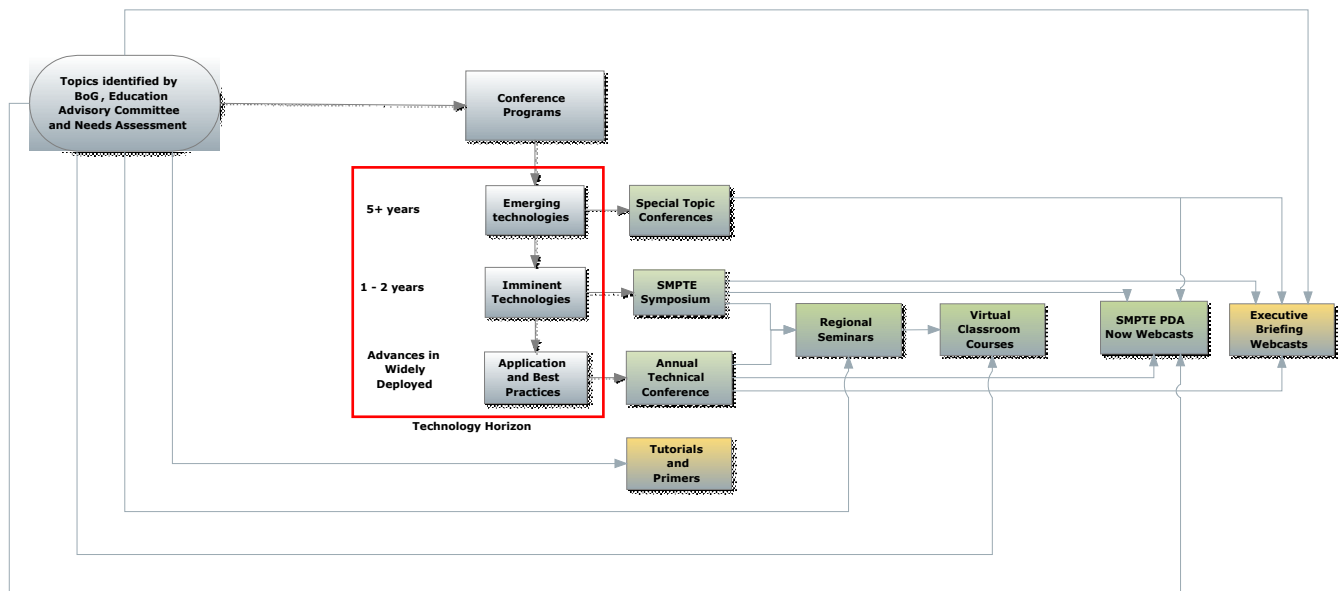 Topics identified by
BoG, Education
Advisory Committee
and Needs Assessment
Conference
Programs
5+ years
Emerging
technologies
Special Topic
Conferences
1 - 2 years
Imminent
Technologies
SMPTE
Symposium
Regional
Seminars
Virtual
Classroom
Courses
SMPTE PDA
Now Webcasts
Executive
Briefing
Webcasts
Advances in
Widely
Deployed
Application
and Best
Practices
Annual
Technical
Conference
Technology Horizon
Tutorials
and
Primers